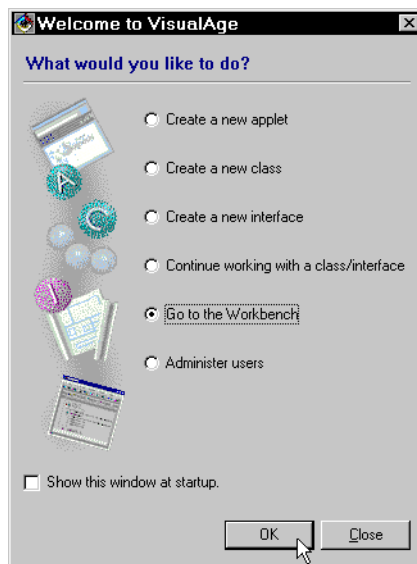 Welcome to VisualAge
What would you like to do?
Create a new applet
Create a new class
Create a new interface
Continue working with a class/interface
Go to the Workbench
Administer users
Show this window at startup.
OK
Close